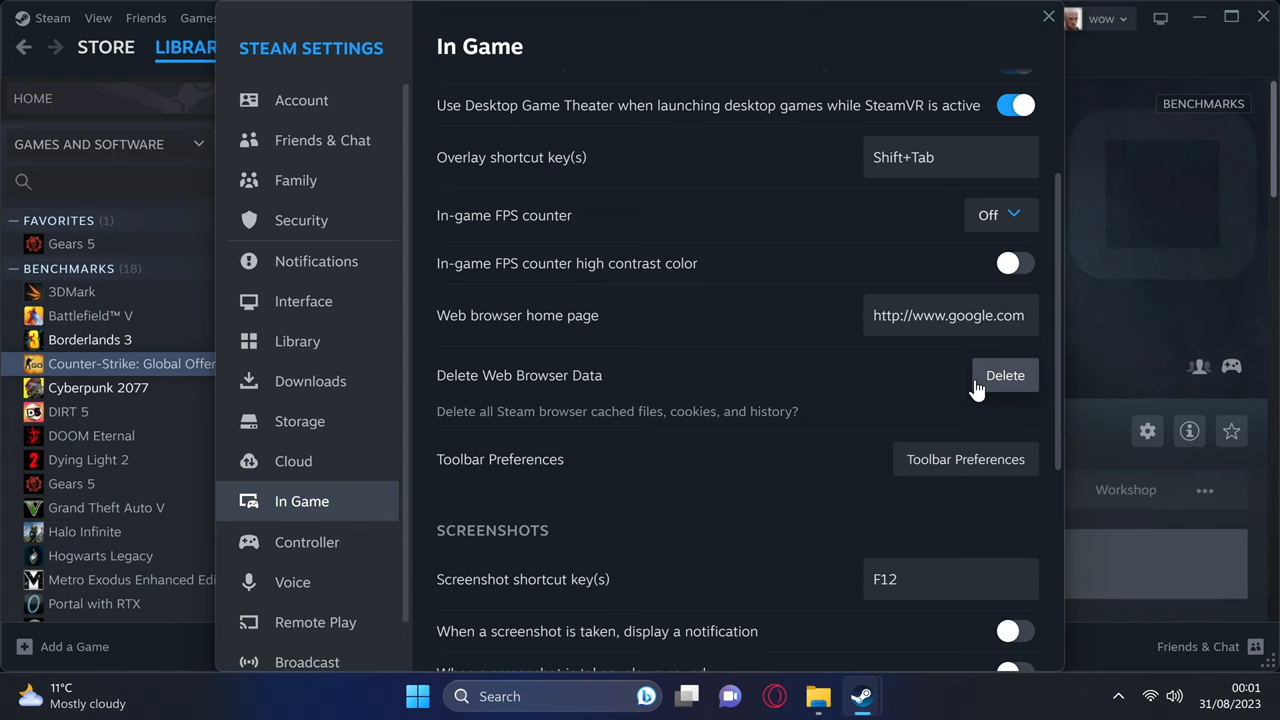 Steam View Friends Games
wow
STORE LIBRAR
HOME
GAMES AND SOFTWARE
FAVORITES (1)
Gears 5
BENCHMARKS (18)
3DMark
Battlefield™ V
Borderlands 3
Counter-Strike: Global Offer
Cyberpunk 2077
DIRT 5
DOOM Eternal
Dying Light 2
Gears 5
Grand Theft Auto V
Halo Infinite
Hogwarts Legacy
Metro Exodus Enhanced Edi
Portal with RTX
Add a Game
STEAM SETTINGS
Account
Friends & Chat
Family
Security
Notifications
Interface
Library
Downloads
Storage
Cloud
In Game
Controller
Voice
Remote Play
Broadcast
In Game
Use Desktop Game Theater when launching desktop games while SteamVR is active
Overlay shortcut key(s) Shift+Tab
In-game FPS counter Off
In-game FPS counter high contrast color
Web browser home page http://www.google.com
Delete Web Browser Data Delete
Delete all Steam browser cached files, cookies, and history?
Toolbar Preferences Toolbar Preferences
SCREENSHOTS
Screenshot shortcut key(s) F12
When a screenshot is taken, display a notification
BENCHMARKS
Workshop
Friends & Chat
11°C
Mostly cloudy
Search
00:01
31/08/2023